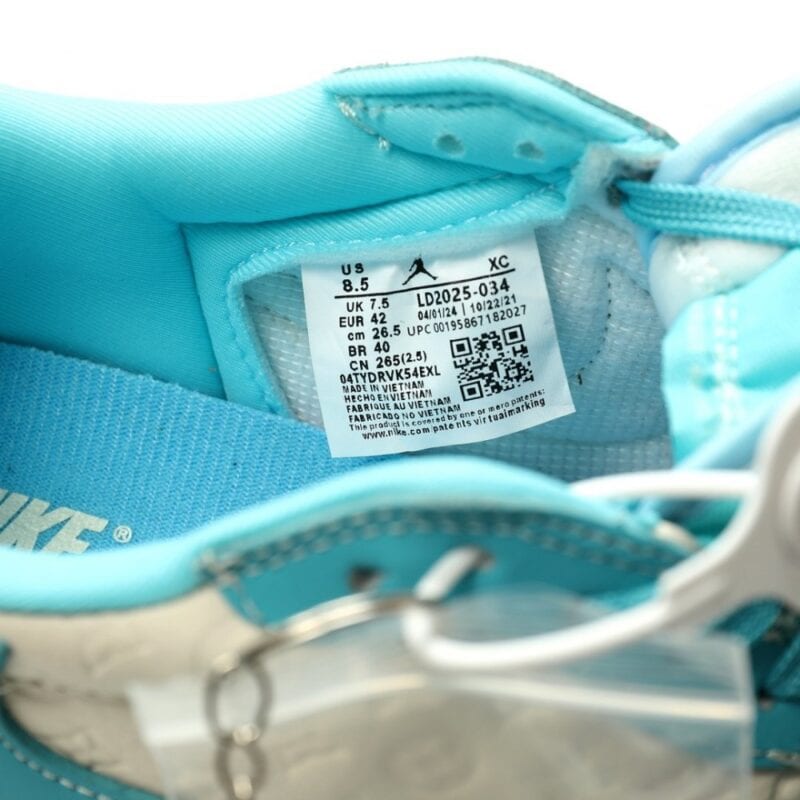 US XC
8.5
UK 7.5 LD2025-034
EUR 42 04/01/24 | 10/22/21
cm 26.5 UPC 00195867182027
BR 40
CN 265(2.5)
04TYDRVK54EXL
MADE IN VIETNAM
HECHO EN VIETNAM
FABRIQUE AU VIETNAM
FABRICADO NO VIETNAM
This product is covered by one or more patents:
www.nike.com/patents virtualmarking
NIKE®